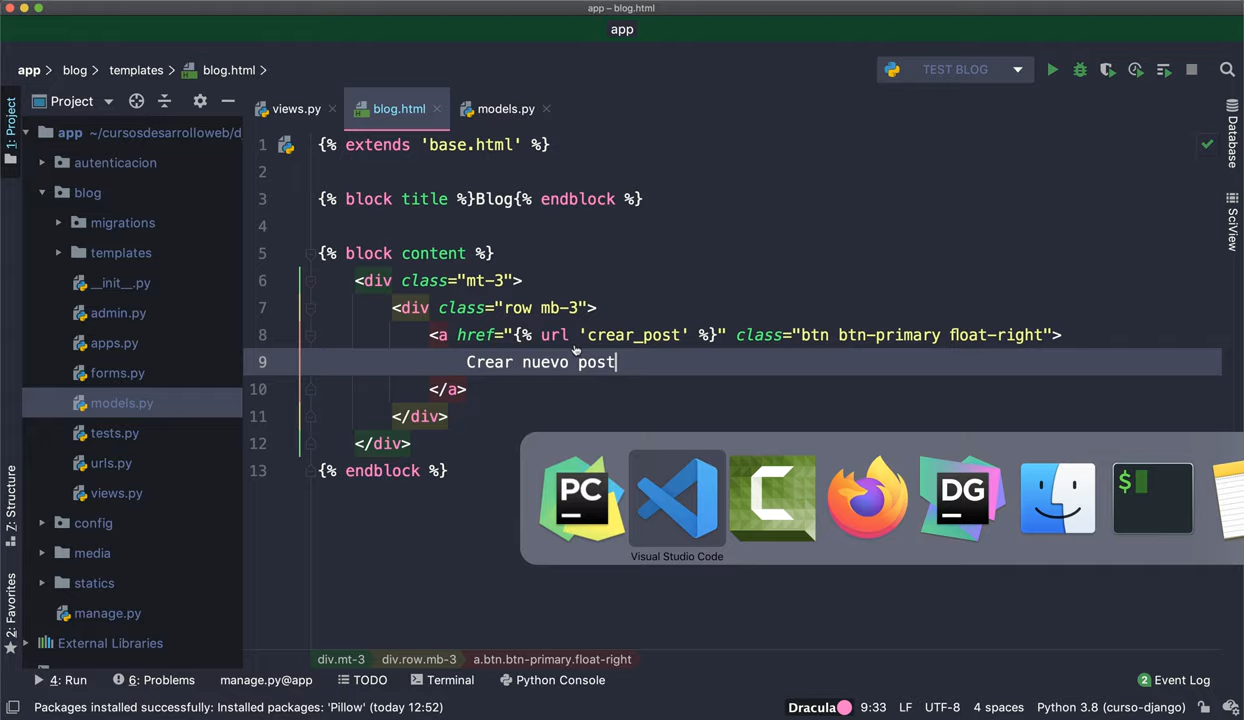 app – blog.html
app
app > blog > templates > blog.html >
TEST BLOG
1: Project
Project
views.py
blog.html
models.py
app ~/cursosdesarrolloweb/d
autenticacion
blog
migrations
templates
__init__.py
admin.py
apps.py
forms.py
models.py
tests.py
urls.py
views.py
config
media
statics
manage.py
External Libraries
1 {% extends 'base.html' %}
2
3 {% block title %}Blog{% endblock %}
4
5 {% block content %}
6 <div class="mt-3">
7 <div class="row mb-3">
8 <a href="{% url 'crear_post' %}" class="btn btn-primary float-right">
9 Crear nuevo post
10 </a>
11 </div>
12 </div>
13 {% endblock %}
Database
SciView
Z: Structure
2: Favorites
PC
C
DG
$
Visual Studio Code
div.mt-3 div.row.mb-3 a.btn.btn-primary.float-right
4: Run 6: Problems manage.py@app TODO Terminal Python Console 2 Event Log
Packages installed successfully: Installed packages: 'Pillow' (today 12:52) Dracula 9:33 LF UTF-8 4 spaces Python 3.8 (curso-django)